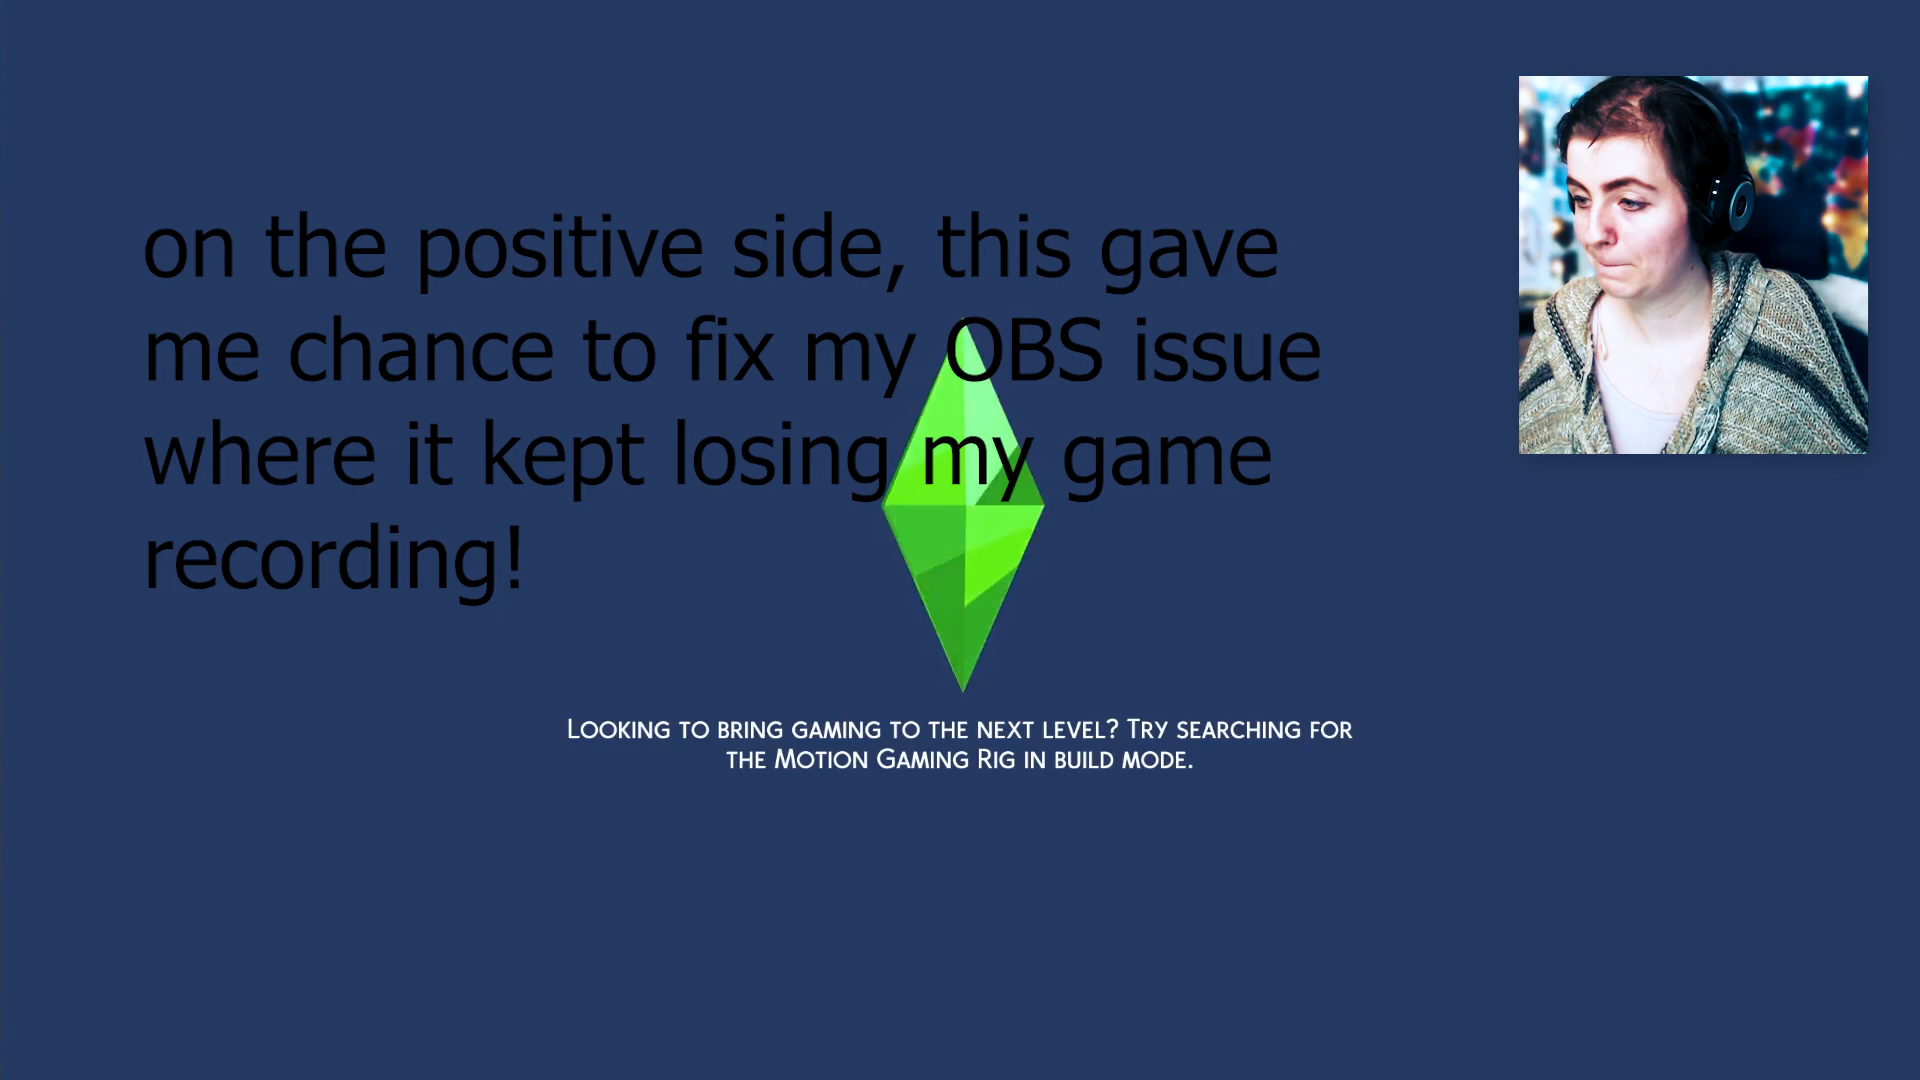 on the positive side, this gave
me chance to fix my OBS issue
where it kept losing my game
recording!
Looking to bring gaming to the next level? Try searching for
the Motion Gaming Rig in build mode.